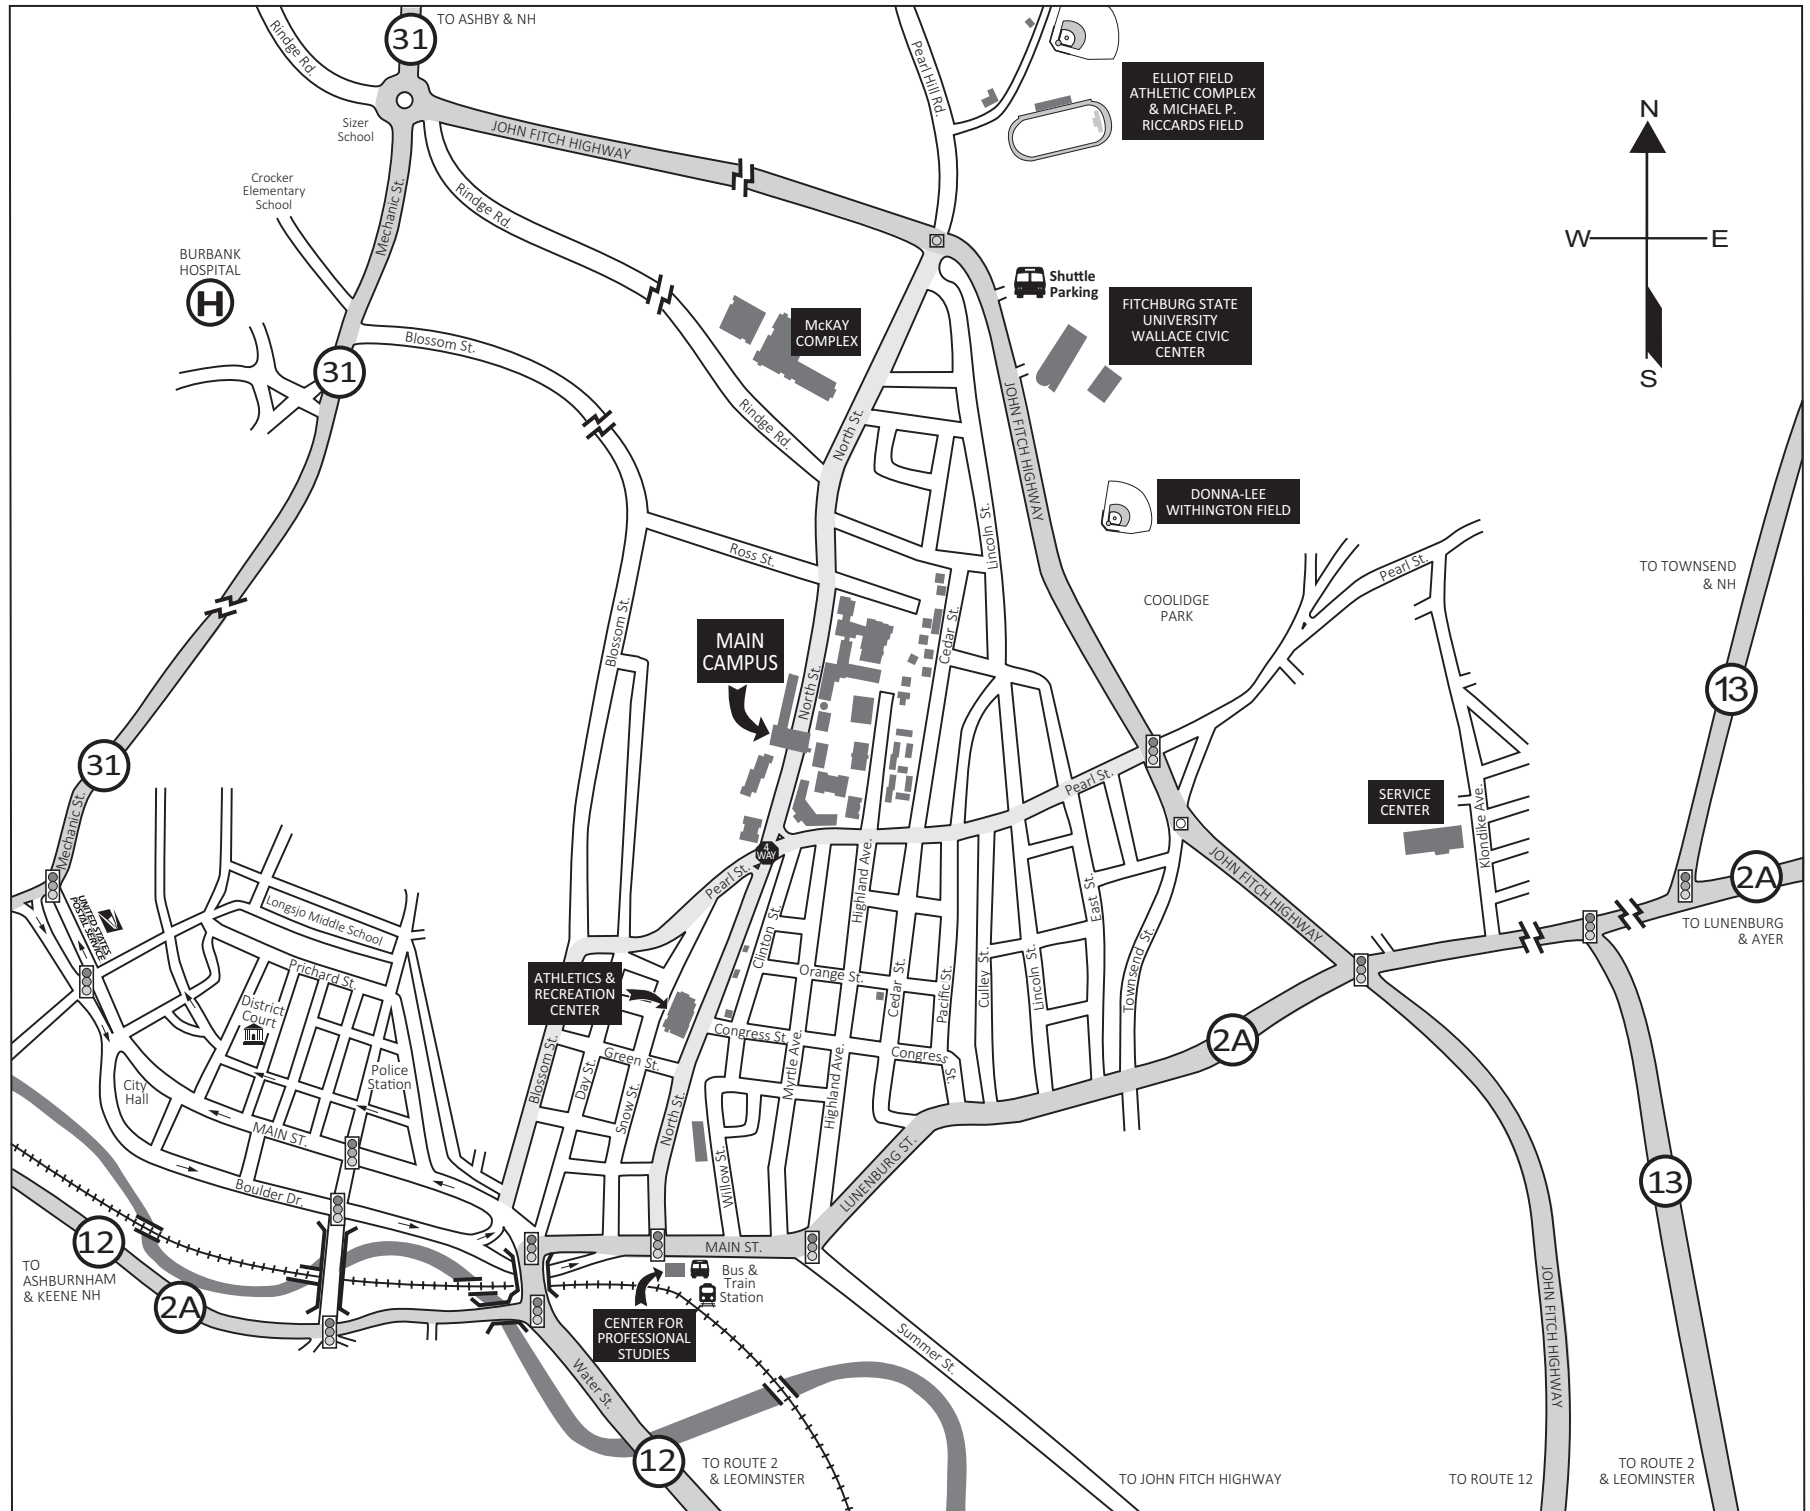 31
TO ASHBY & NH
Rindge Rd.
Pearl Hill Rd.
ELLIOT FIELD
ATHLETIC COMPLEX
& MICHAEL P.
RICCARDS FIELD
N
W
E
S
Sizer
School
JOHN FITCH HIGHWAY
Crocker
Elementary
School
Mechanic St.
Rindge Rd.
BURBANK
HOSPITAL
H
Shuttle
Parking
McKAY
COMPLEX
FITCHBURG STATE
UNIVERSITY
WALLACE CIVIC
CENTER
Blossom St.
31
Rindge Rd.
North St.
JOHN FITCH HIGHWAY
DONNA-LEE
WITHINGTON FIELD
Lincoln St.
Ross St.
Pearl St.
TO TOWNSEND
& NH
COOLIDGE
PARK
Blossom St.
Cedar St.
MAIN
CAMPUS
North St.
13
31
Mechanic St.
Pearl St.
SERVICE
CENTER
Klondike Ave.
4
WAY
JOHN FITCH HIGHWAY
2A
TO LUNENBURG
& AYER
UNITED STATES
POSTAL SERVICE
Longsjo Middle School
Pearl St.
Highland Ave.
East St.
Clinton St.
Townsend St.
Prichard St.
ATHLETICS &
RECREATION
CENTER
Orange St.
Cedar St.
Pacific St.
Culley St.
Lincoln St.
District
Court
Congress St.
Congress
St.
2A
Green St.
Blossom St.
Day St.
Snow St.
North St.
Myrtle Ave.
Highland Ave.
Police
Station
City
Hall
MAIN ST.
Willow St.
LUNENBURG ST.
13
Boulder Dr.
12
MAIN ST.
TO
ASHBURNHAM
& KEENE NH
2A
Bus &
Train
Station
CENTER FOR
PROFESSIONAL
STUDIES
Summer St.
JOHN FITCH HIGHWAY
Water St.
12
TO ROUTE 2
& LEOMINSTER
TO JOHN FITCH HIGHWAY
TO ROUTE 12
TO ROUTE 2
& LEOMINSTER